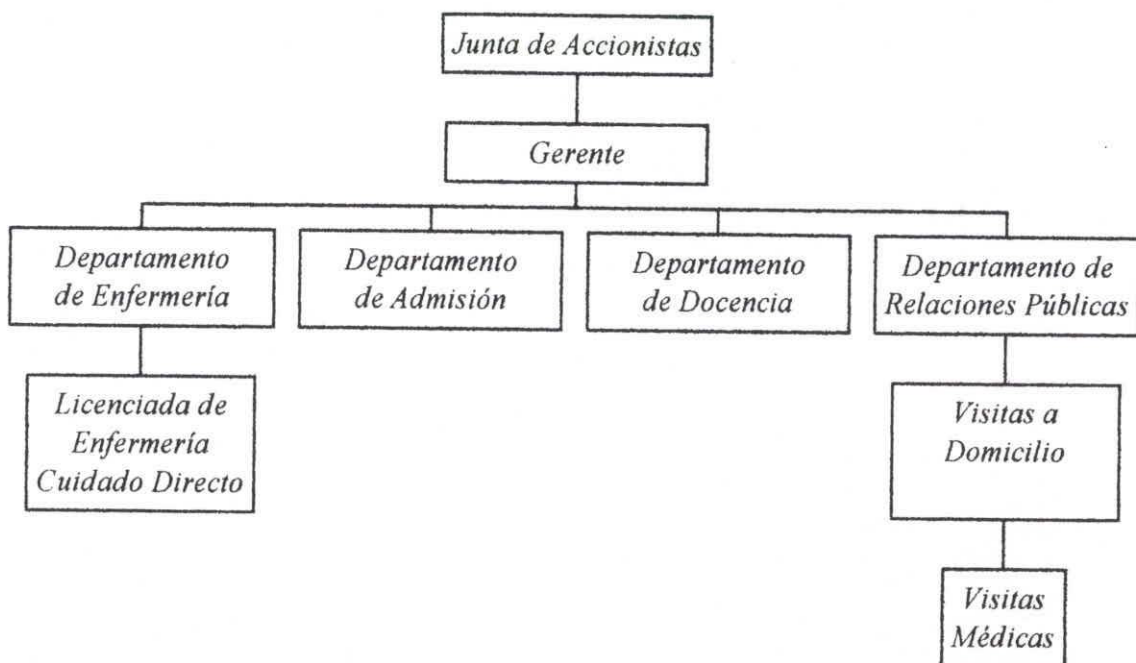 Junta de Accionistas
Gerente
Departamento
de Enfermería
Departamento
de Admisión
Departamento
de Docencia
Departamento de
Relaciones Públicas
Licenciada de
Enfermería
Cuidado Directo
Visitas a
Domicilio
Visitas
Médicas